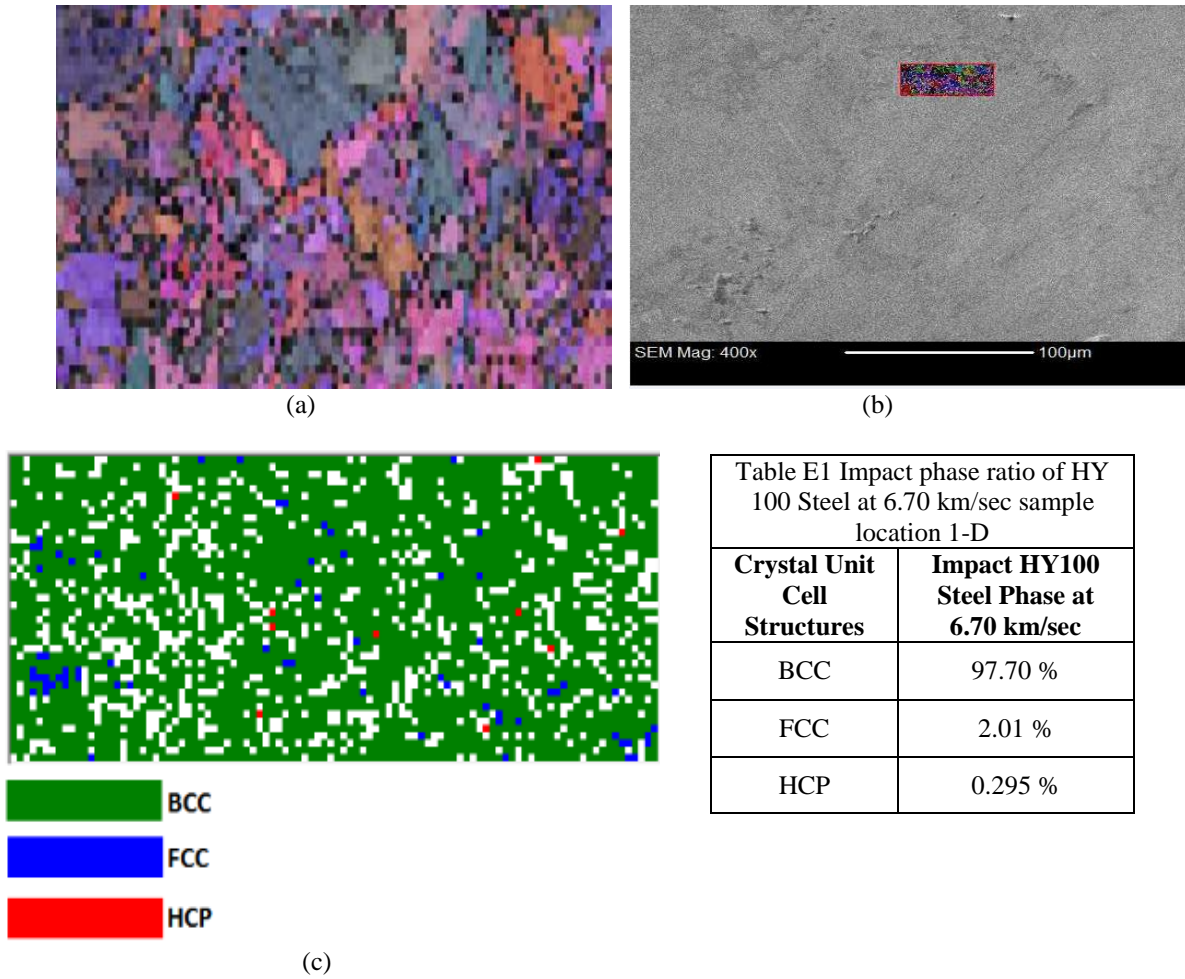 SEM Mag: 400x
100µm
(a)
(b)
BCC
FCC
HCP
(c)
Table E1 Impact phase ratio of HY
100 Steel at 6.70 km/sec sample
location 1-D
Crystal Unit
Cell
Structures
Impact HY100
Steel Phase at
6.70 km/sec
BCC
97.70 %
FCC
2.01 %
HCP
0.295 %